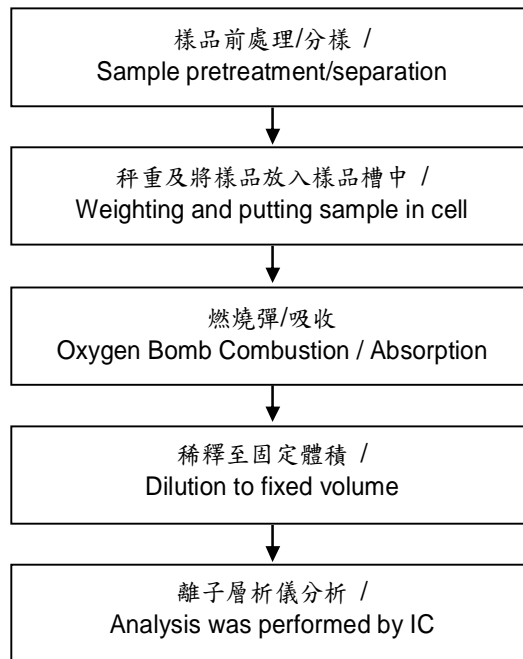 樣品前處理/分樣 /
Sample pretreatment/separation
秤重及將樣品放入樣品槽中 /
Weighting and putting sample in cell
燃燒彈/吸收
Oxygen Bomb Combustion / Absorption
稀釋至固定體積 /
Dilution to fixed volume
離子層析儀分析 /
Analysis was performed by IC